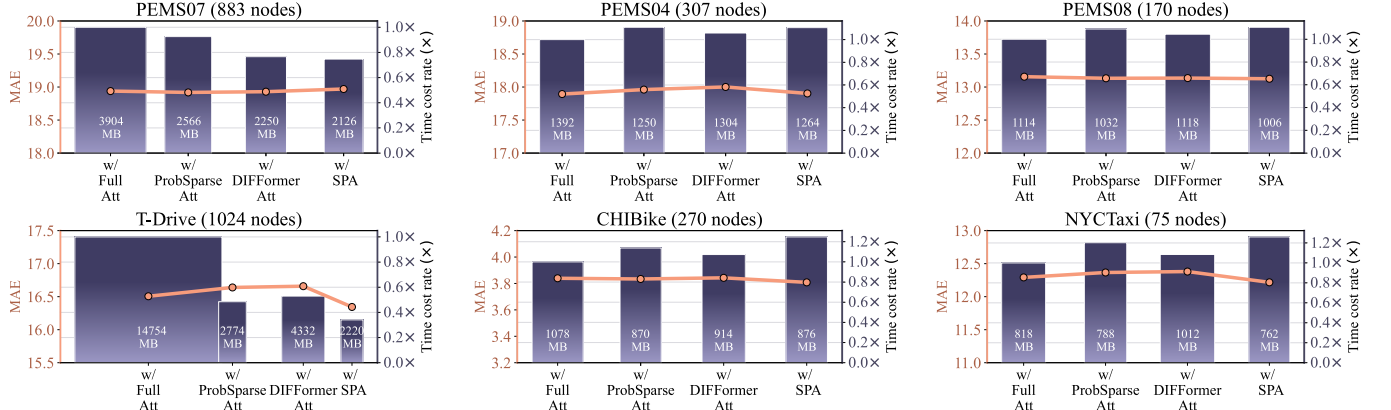 PEMS07 (883 nodes)
MAE
20.0
19.5
19.0
18.5
18.0
3904
MB
2566
MB
2250
MB
2126
MB
1.0×
0.8×
0.6×
0.4×
0.2×
0.0×
Time cost rate (×)
w/
Full
Att
w/
ProbSparse
Att
w/
DIFFormer
Att
w/
SPA
PEMS04 (307 nodes)
MAE
19.0
18.5
18.0
17.5
17.0
1392
MB
1250
MB
1304
MB
1264
MB
1.0×
0.8×
0.6×
0.4×
0.2×
0.0×
Time cost rate (×)
w/
Full
Att
w/
ProbSparse
Att
w/
DIFFormer
Att
w/
SPA
PEMS08 (170 nodes)
MAE
14.0
13.5
13.0
12.5
12.0
1114
MB
1032
MB
1118
MB
1006
MB
1.0×
0.8×
0.6×
0.4×
0.2×
0.0×
Time cost rate (×)
w/
Full
Att
w/
ProbSparse
Att
w/
DIFFormer
Att
w/
SPA
T-Drive (1024 nodes)
MAE
17.5
17.0
16.5
16.0
15.5
14754
MB
2774
MB
4332
MB
2220
MB
1.0×
0.8×
0.6×
0.4×
0.2×
0.0×
Time cost rate (×)
w/
Full
Att
w/
ProbSparse
Att
w/
DIFFormer
Att
w/
SPA
CHIBike (270 nodes)
MAE
4.2
4.0
3.8
3.6
3.4
3.2
1078
MB
870
MB
914
MB
876
MB
1.2×
1.0×
0.8×
0.6×
0.4×
0.2×
0.0×
Time cost rate (×)
w/
Full
Att
w/
ProbSparse
Att
w/
DIFFormer
Att
w/
SPA
NYCTaxi (75 nodes)
MAE
13.0
12.5
12.0
11.5
11.0
818
MB
788
MB
1012
MB
762
MB
1.2×
1.0×
0.8×
0.6×
0.4×
0.2×
0.0×
Time cost rate (×)
w/
Full
Att
w/
ProbSparse
Att
w/
DIFFormer
Att
w/
SPA